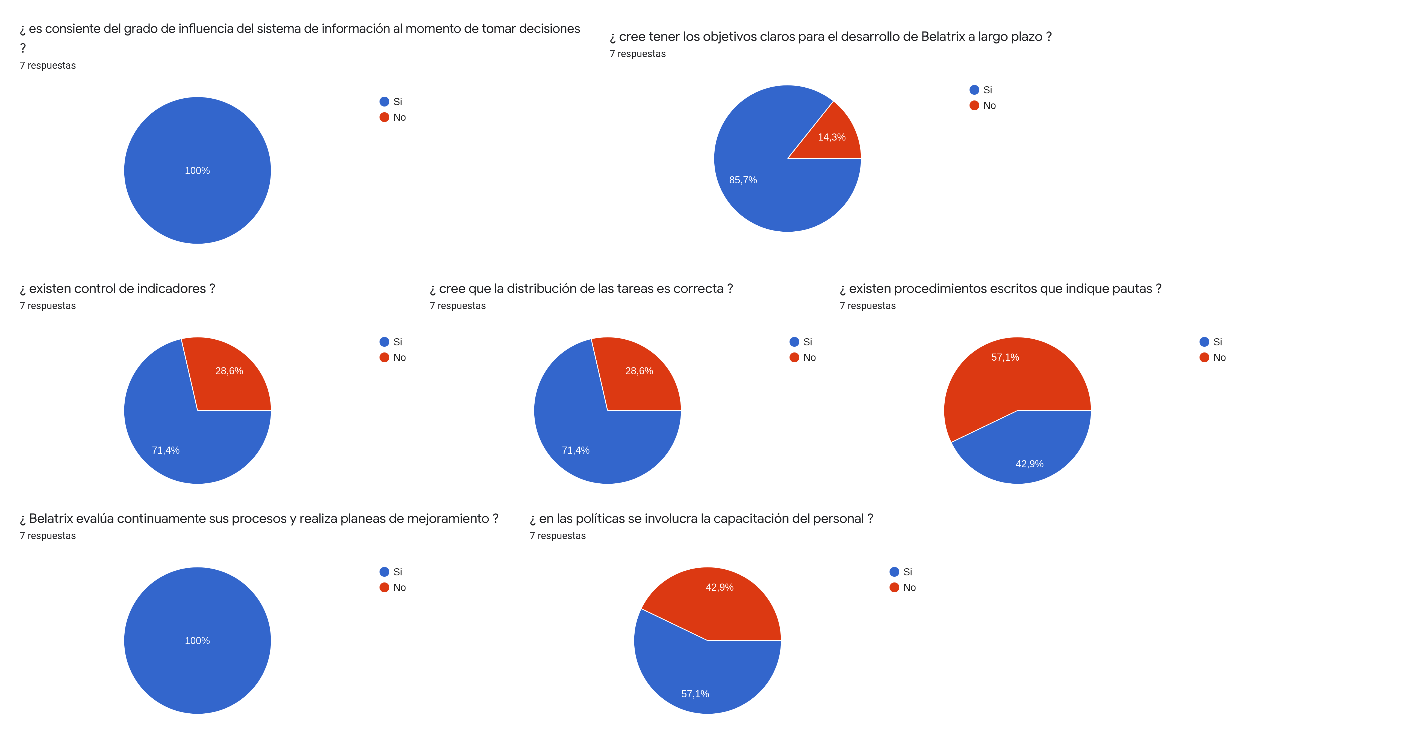 ¿ es consiente del grado de influencia del sistema de información al momento de tomar decisiones
?
7 respuestas
Si
No
100%
¿ cree tener los objetivos claros para el desarrollo de Belatrix a largo plazo ?
7 respuestas
Si
No
14,3%
85,7%
¿ existen control de indicadores ?
7 respuestas
Si
No
28,6%
71,4%
¿ cree que la distribución de las tareas es correcta ?
7 respuestas
Si
No
28,6%
71,4%
¿ existen procedimientos escritos que indique pautas ?
7 respuestas
Si
No
57,1%
42,9%
¿ Belatrix evalúa continuamente sus procesos y realiza planeas de mejoramiento ?
7 respuestas
Si
No
100%
¿ en las políticas se involucra la capacitación del personal ?
7 respuestas
Si
No
42,9%
57,1%